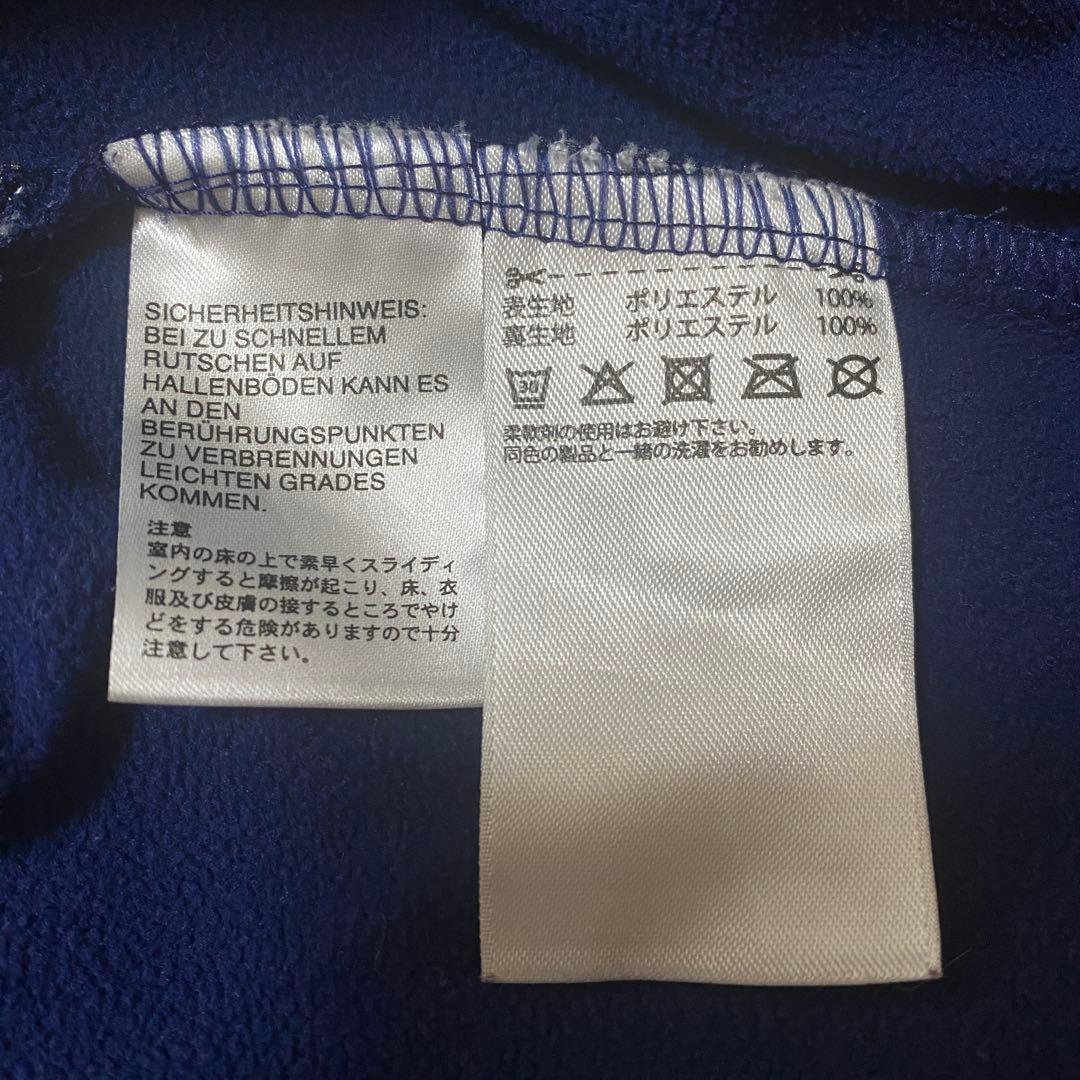 SICHERHEITSHINWEIS:
BEI ZU SCHNELLEM
RUTSCHEN AUF
HALLENBÖDEN KANN ES
AN DEN
BERÜHRUNGSPUNKTEN
ZU VERBRENNUNGEN
LEICHTEN GRADES
KOMMEN.
注意
室内の床の上で素早くスライディ
ングすると摩擦が起こり、床、衣
服及び皮膚の接するところでやけ
どをする危険がありますので十分
注意して下さい。
表生地 ポリエステル 100%
裏生地 ポリエステル 100%
30
柔軟剤の使用はお避け下さい。
同色の製品と一緒の洗濯をお勧めします。